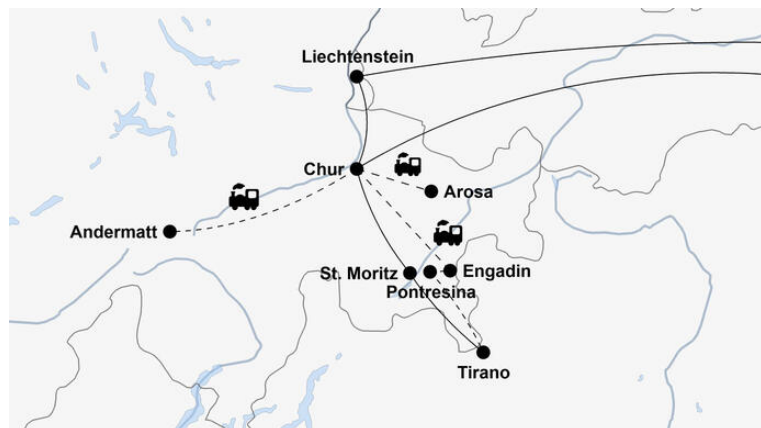 Liechtenstein
Chur
Arosa
Andermatt
St. Moritz
Engadin
Pontresina
Tirano